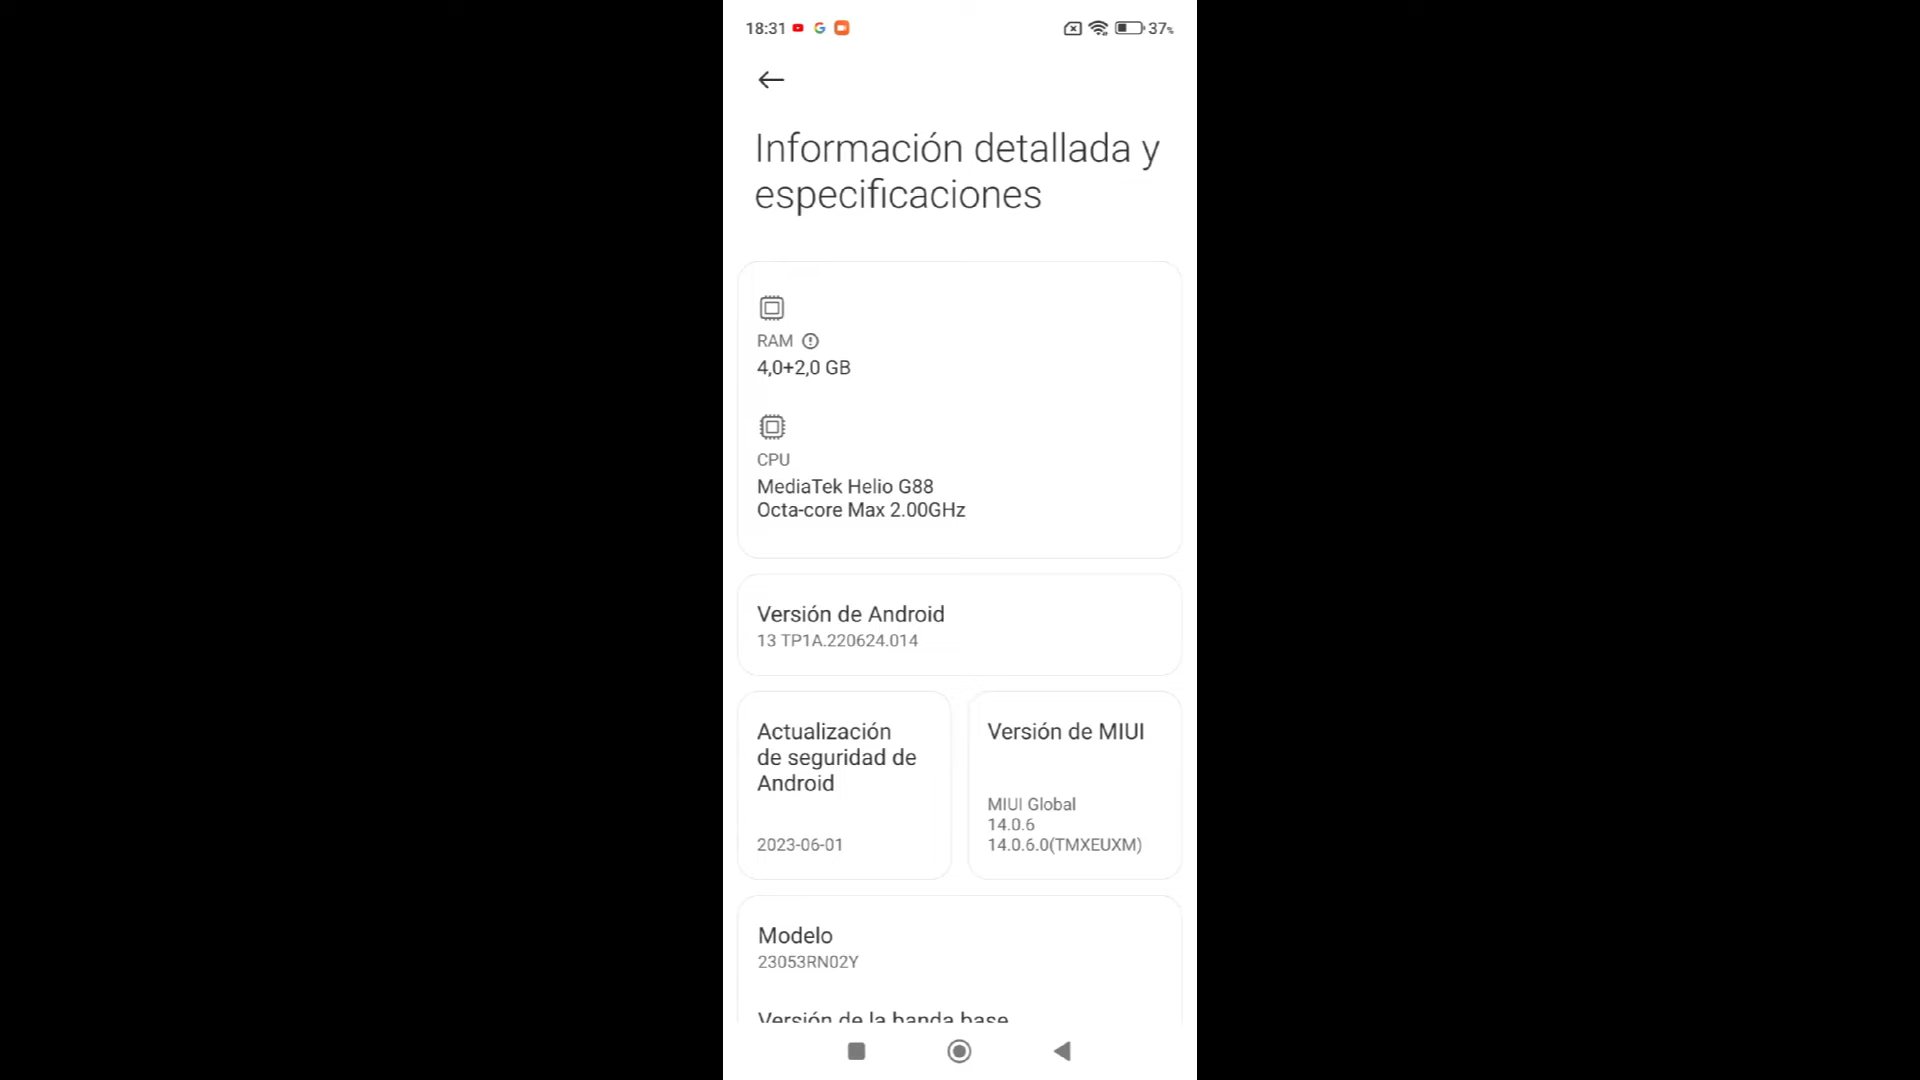 18:31
37%
Información detallada y
especificaciones
RAM
4,0+2,0 GB
CPU
MediaTek Helio G88
Octa-core Max 2.00GHz
Versión de Android
13 TP1A.220624.014
Actualización
de seguridad de
Android
2023-06-01
Versión de MIUI
MIUI Global
14.0.6
14.0.6.0(TMXEUXM)
Modelo
23053RN02Y
Versión de la banda base